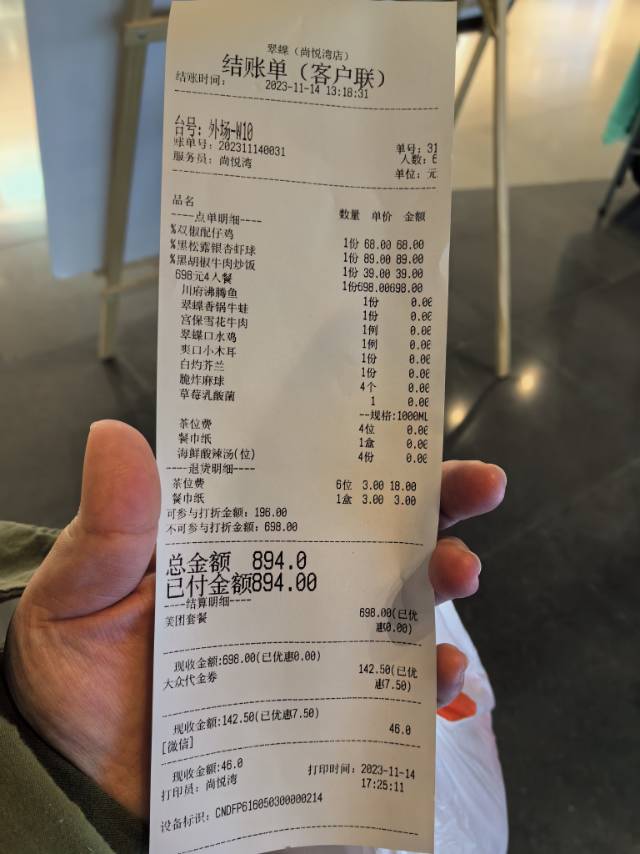 翠蝶（尚悦湾店）
结账单（客户联）
结账时间： 2023-11-14 13:18:31
台号：外场-W10
账单号：202311140031 单号：31
服务员：尚悦湾 人数：6
单位：元
品名 数量 单价 金额
----点单明细----
%双椒配仔鸡 1份 68.00 68.00
%黑松露银杏虾球 1份 89.00 89.00
%黑胡椒牛肉炒饭 1份 39.00 39.00
698元4人餐 1份698.00698.00
川府沸腾鱼 1份 0.00
翠蝶香锅牛蛙 1份 0.00
宫保雪花牛肉 1例 0.00
翠蝶口水鸡 1例 0.00
爽口小木耳 1份 0.00
白灼芥兰 1份 0.00
脆炸麻球 4个 0.00
草莓乳酸菌 1 0.00
--规格:1000ML
茶位费 4位 0.00
餐巾纸 1盒 0.00
海鲜酸辣汤(位) 4份 0.00
----退货明细----
茶位费 6位 3.00 18.00
餐巾纸 1盒 3.00 3.00
可参与打折金额：196.00
不可参与打折金额：698.00
总金额 894.0
已付金额894.00
----结算明细----
美团套餐 698.00(已优
惠0.00)
现收金额:698.00(已优惠0.00)
大众代金券 142.50(已优
惠7.50)
现收金额:142.50(已优惠7.50)
[微信] 46.0
现收金额:46.0
打印员：尚悦湾 打印时间：2023-11-14
17:25:11
设备标识：CNDFP616050300000214